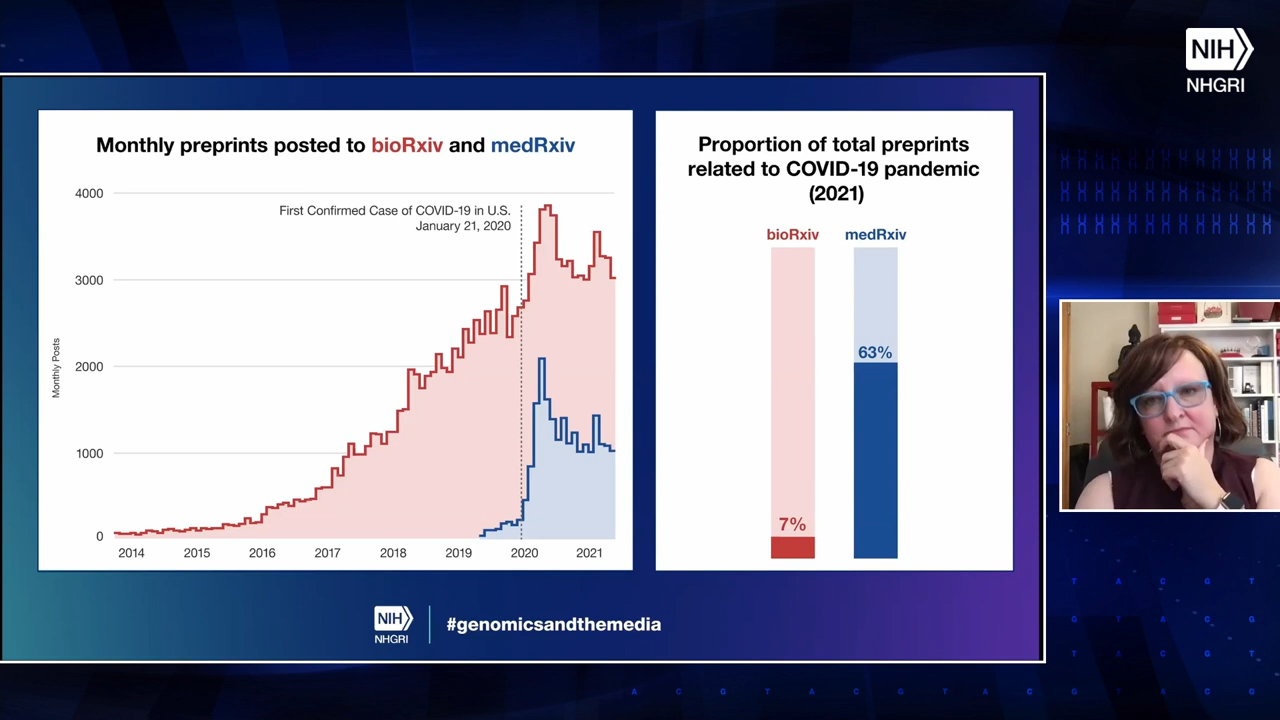 NIH
NHGRI
Monthly preprints posted to bioRxiv and medRxiv
4000
3000
2000
1000
0
Monthly Posts
First Confirmed Case of COVID-19 in U.S.
January 21, 2020
2014 2015 2016 2017 2018 2019 2020 2021
Proportion of total preprints
related to COVID-19 pandemic
(2021)
bioRxiv medRxiv
63%
7%
NIH
NHGRI
#genomicsandthemedia
T A C G T
T A C G T
T A C G T
A C G T A C G T A C G T A C G T